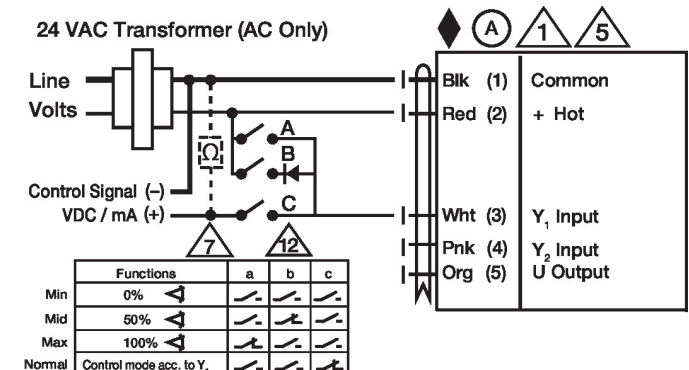 24 VAC Transformer (AC Only)
A 1 5
Line
Volts
Blk (1) Common
Red (2) + Hot
A
Ω
B
Control Signal (–)
VDC / mA (+)
C
Wht (3) Y1 Input
Pnk (4) Y2 Input
Org (5) U Output
7 12
Functions a b c
Min 0%
Mid 50%
Max 100%
Normal Control mode acc. to Y1